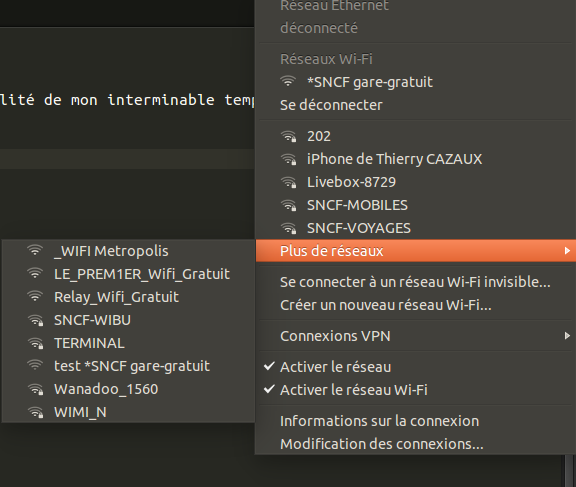 Réseau Ethernet
déconnecté
Réseaux Wi-Fi
*SNCF gare-gratuit
Se déconnecter
lité de mon interminable temp
202
iPhone de Thierry CAZAUX
Livebox-8729
SNCF-MOBILES
SNCF-VOYAGES
Plus de réseaux
_WIFI Metropolis
LE_PREM1ER_Wifi_Gratuit
Relay_Wifi_Gratuit
SNCF-WIBU
TERMINAL
test *SNCF gare-gratuit
Wanadoo_1560
WIMI_N
Se connecter à un réseau Wi-Fi invisible...
Créer un nouveau réseau Wi-Fi...
Connexions VPN
Activer le réseau
Activer le réseau Wi-Fi
Informations sur la connexion
Modification des connexions...